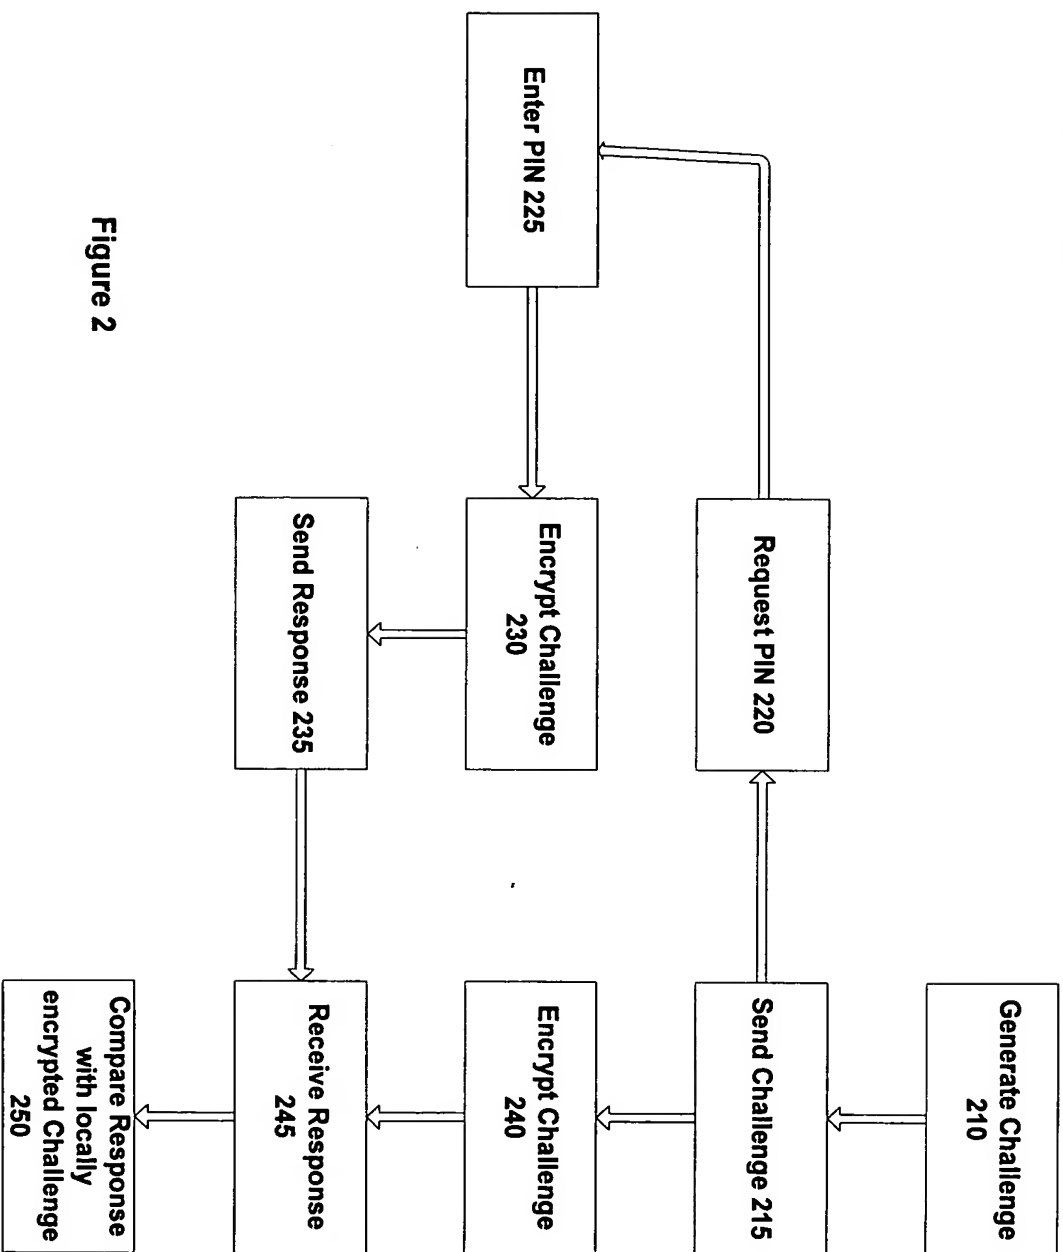 Generate Challenge
210
Request PIN 220
Send Challenge 215
Enter PIN 225
Encrypt Challenge
230
Encrypt Challenge
240
Send Response 235
Receive Response
245
Compare Response
with locally
encrypted Challenge
250
Figure 2